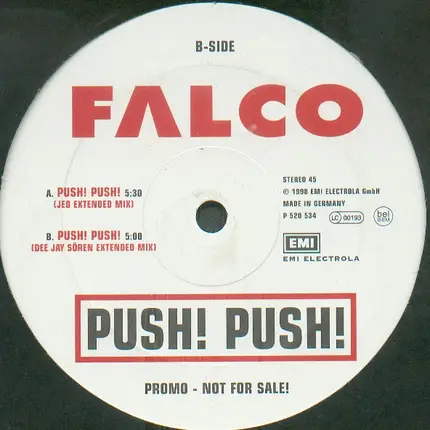 B-SIDE
FALCO
A. PUSH! PUSH! 5:30
(JEO EXTENDED MIX)
B. PUSH! PUSH! 5:00
(DEE JAY SÖREN EXTENDED MIX)
STEREO 45
℗ 1998 EMI ELECTROLA GmbH
MADE IN GERMANY
P 520 534
LC 00193
bel
BIEM
EMI
EMI ELECTROLA
PUSH! PUSH!
PROMO - NOT FOR SALE!